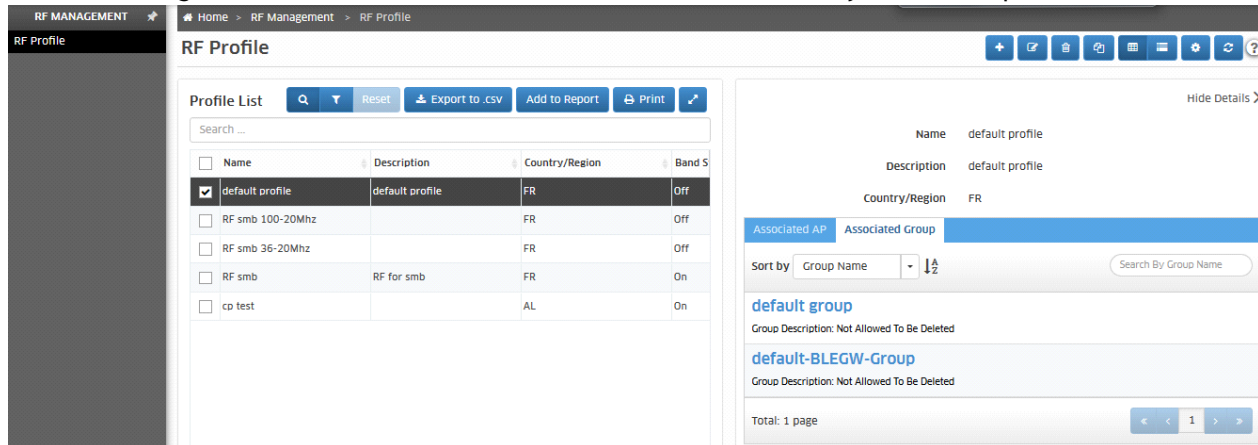 RF MANAGEMENT
Home > RF Management > RF Profile
RF Profile
RF Profile
?
Profile List
Reset
Export to .csv
Add to Report
Print
Hide Details
Search ...
Name
Description
Country/Region
Band S
default profile
default profile
FR
Off
RF smb 100-20Mhz
FR
Off
RF smb 36-20Mhz
FR
Off
RF smb
RF for smb
FR
On
cp test
AL
On
Name default profile
Description default profile
Country/Region FR
Associated AP
Associated Group
Sort by Group Name
Search By Group Name
default group
Group Description: Not Allowed To Be Deleted
default-BLEGW-Group
Group Description: Not Allowed To Be Deleted
Total: 1 page
« < 1 > »